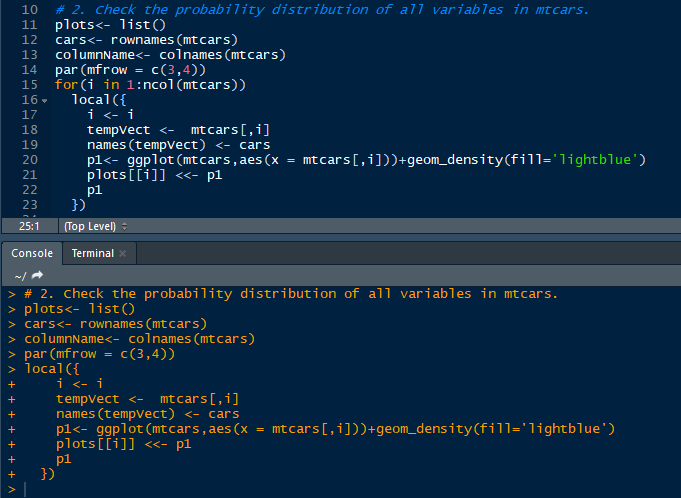 10 # 2. Check the probability distribution of all variables in mtcars.
11 plots<- list()
12 cars<- rownames(mtcars)
13 columnName<- colnames(mtcars)
14 par(mfrow = c(3,4))
15 for(i in 1:ncol(mtcars))
16 local({
17 i <- i
18 tempVect <-  mtcars[,i]
19 names(tempVect) <- cars
20 p1<- ggplot(mtcars,aes(x = mtcars[,i]))+geom_density(fill='lightblue')
21 plots[[i]] <<- p1
22 p1
23 })
25:1 (Top Level)
Console Terminal
~/
> # 2. Check the probability distribution of all variables in mtcars.
> plots<- list()
> cars<- rownames(mtcars)
> columnName<- colnames(mtcars)
> par(mfrow = c(3,4))
> local({
+     i <- i
+     tempVect <-  mtcars[,i]
+     names(tempVect) <- cars
+     p1<- ggplot(mtcars,aes(x = mtcars[,i]))+geom_density(fill='lightblue')
+     plots[[i]] <<- p1
+     p1
+   })
>